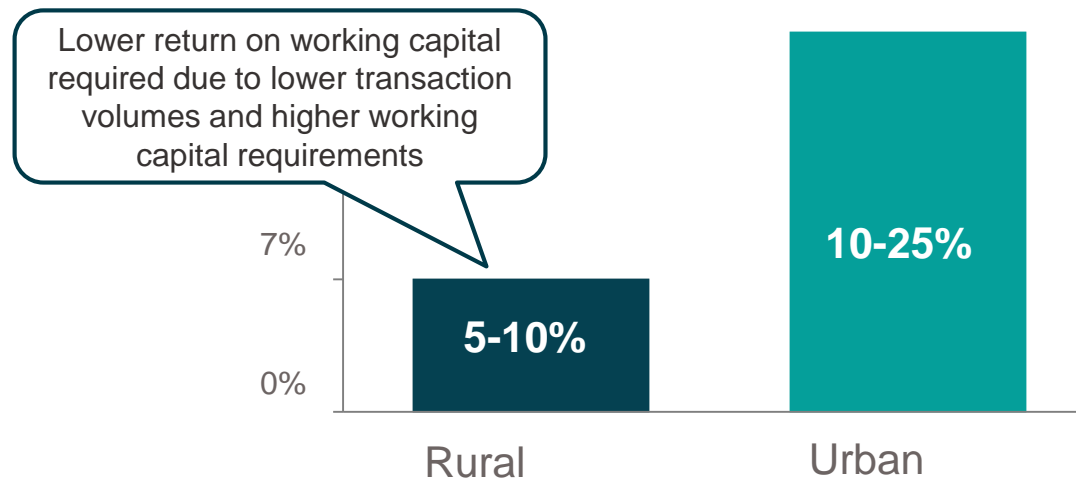 Lower return on working capital
required due to lower transaction
volumes and higher working
capital requirements
7%
10-25%
5-10%
0%
Rural
Urban